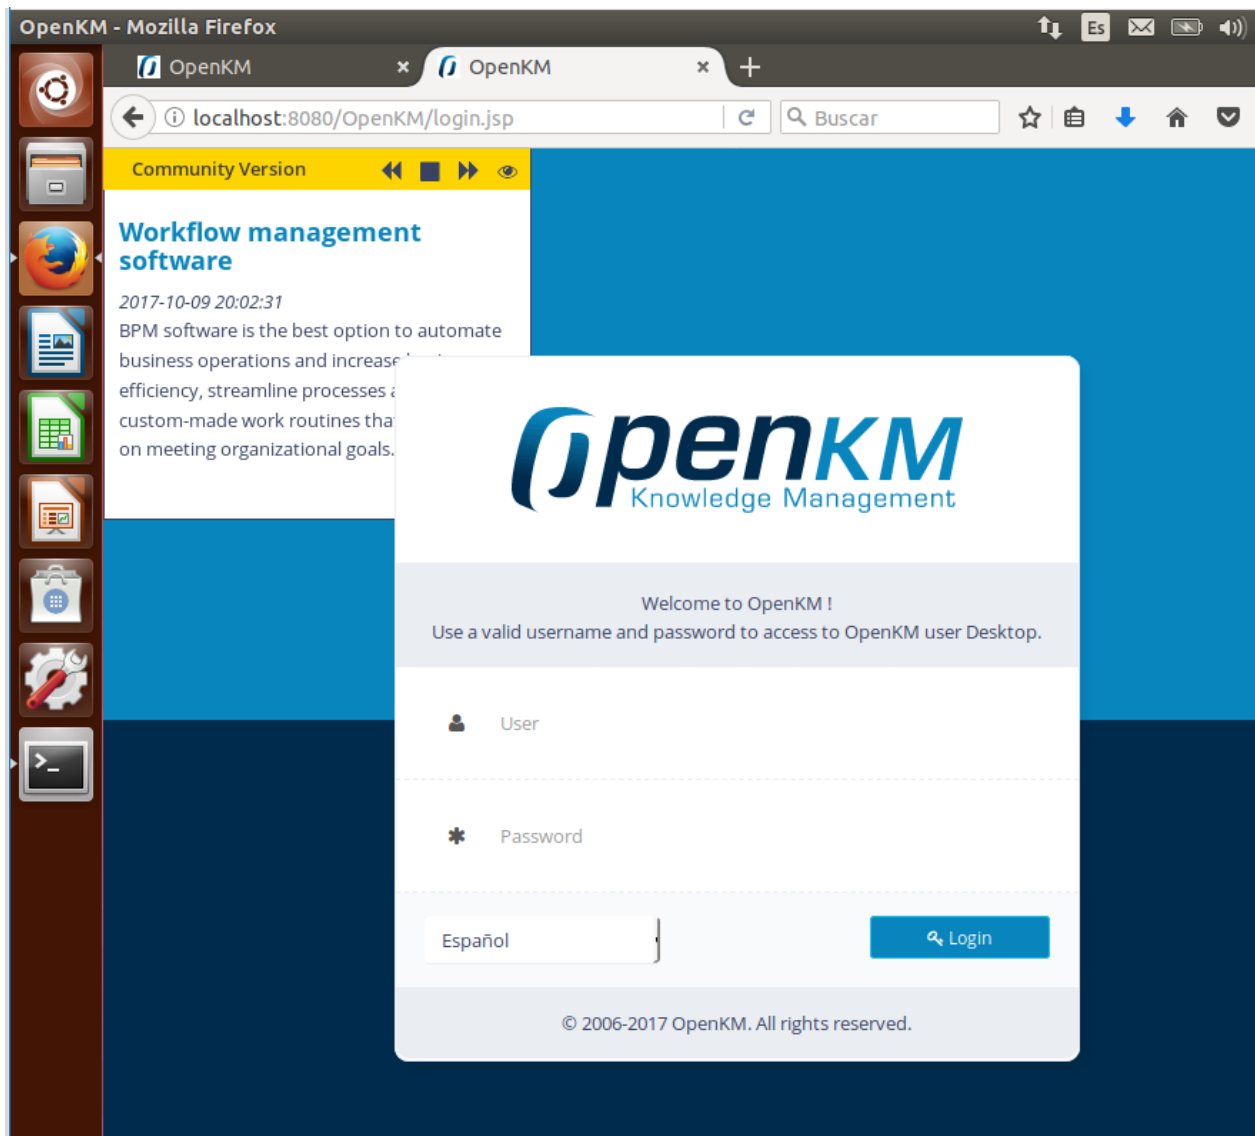 OpenKM - Mozilla Firefox
Es
OpenKM
OpenKM
localhost:8080/OpenKM/login.jsp
Buscar
Community Version
Workflow management
software
2017-10-09 20:02:31
BPM software is the best option to automate
business operations and increase
efficiency, streamline processes
custom-made work routines
on meeting organizational goals.
OpenKM
Knowledge Management
Welcome to OpenKM !
Use a valid username and password to access to OpenKM user Desktop.
User
Password
Español
Login
© 2006-2017 OpenKM. All rights reserved.